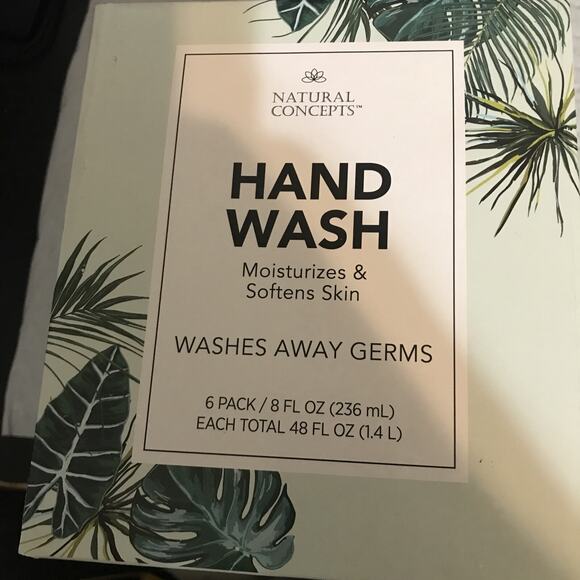 NATURAL
CONCEPTS™
HAND
WASH
Moisturizes &
Softens Skin
WASHES AWAY GERMS
6 PACK / 8 FL OZ (236 mL)
EACH TOTAL 48 FL OZ (1.4 L)